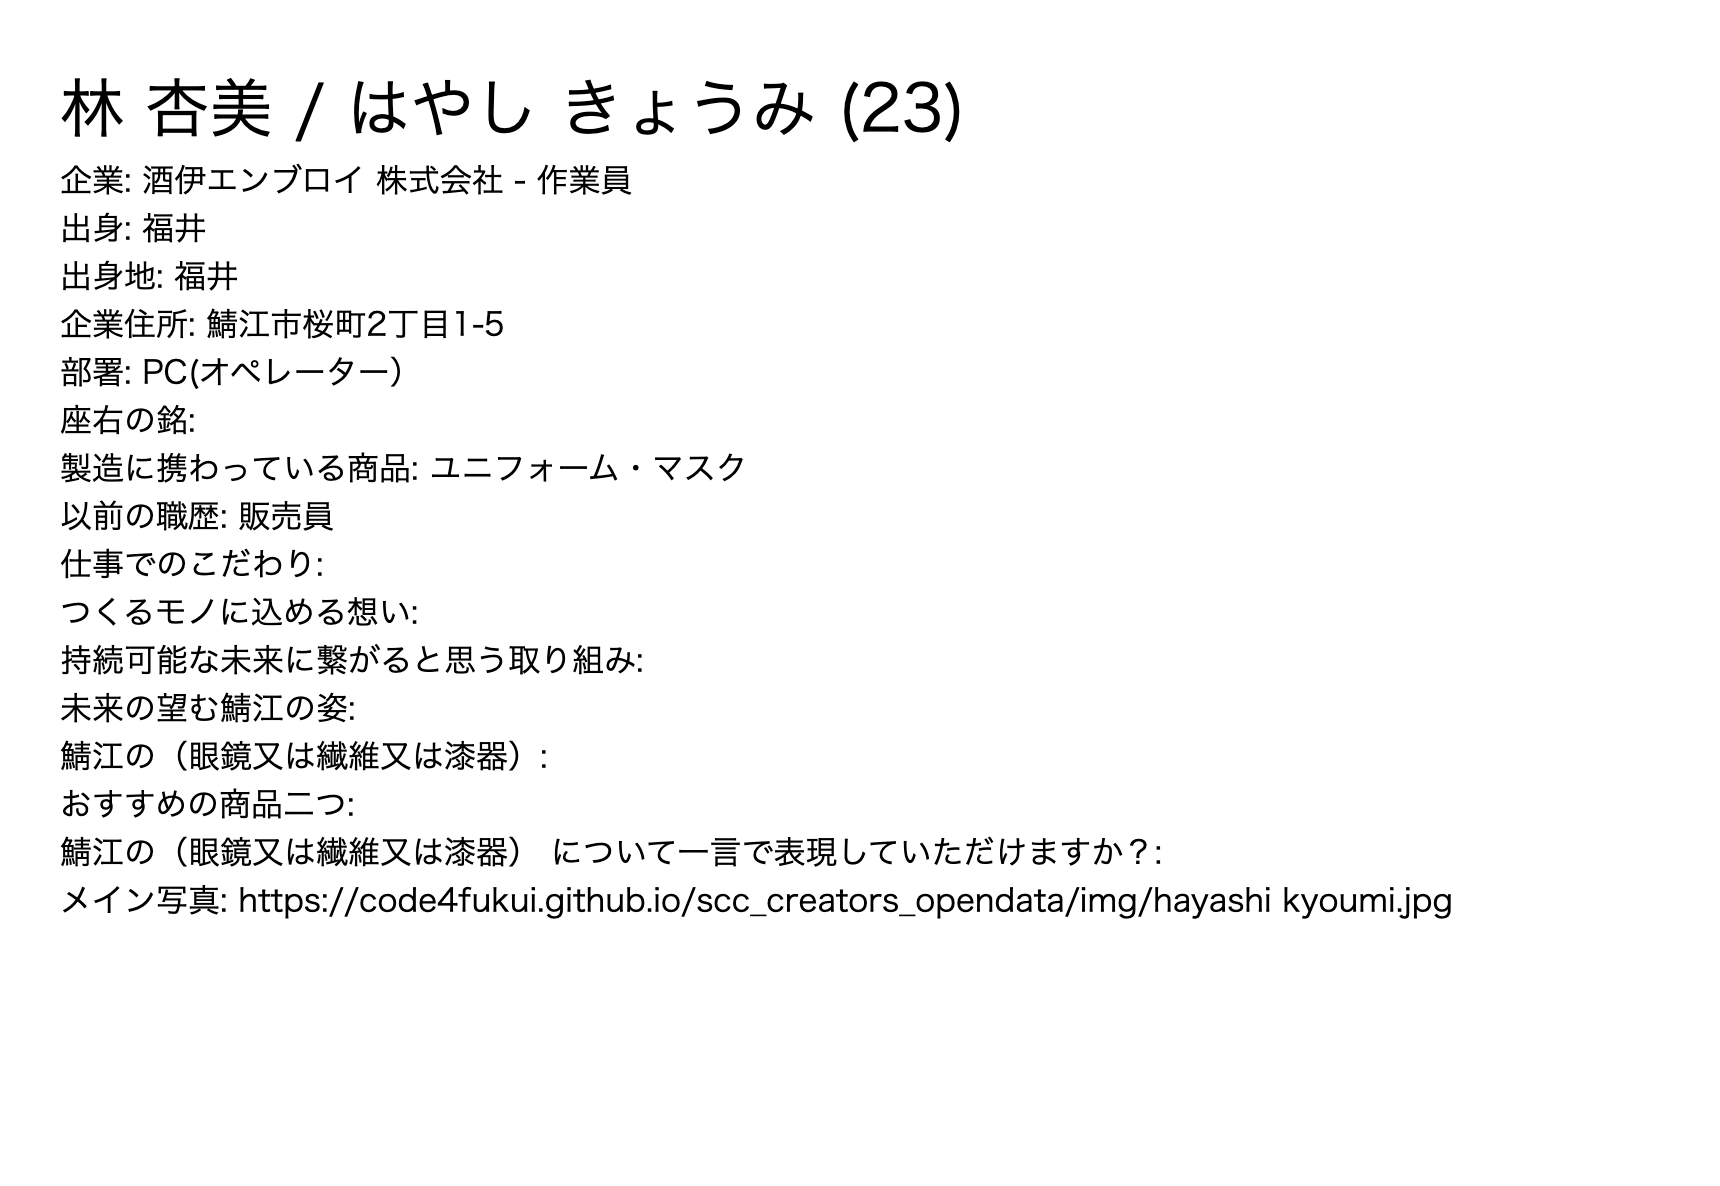 林 杏美 / はやし きょうみ (23)
企業: 酒伊エンブロイ 株式会社 - 作業員
出身: 福井
出身地: 福井
企業住所: 鯖江市桜町2丁目1-5
部署: PC(オペレーター）
座右の銘:
製造に携わっている商品: ユニフォーム・マスク
以前の職歴: 販売員
仕事でのこだわり:
つくるモノに込める想い:
持続可能な未来に繋がると思う取り組み:
未来の望む鯖江の姿:
鯖江の（眼鏡又は繊維又は漆器）:
おすすめの商品二つ:
鯖江の（眼鏡又は繊維又は漆器） について一言で表現していただけますか？:
メイン写真: https://code4fukui.github.io/scc_creators_opendata/img/hayashi kyoumi.jpg